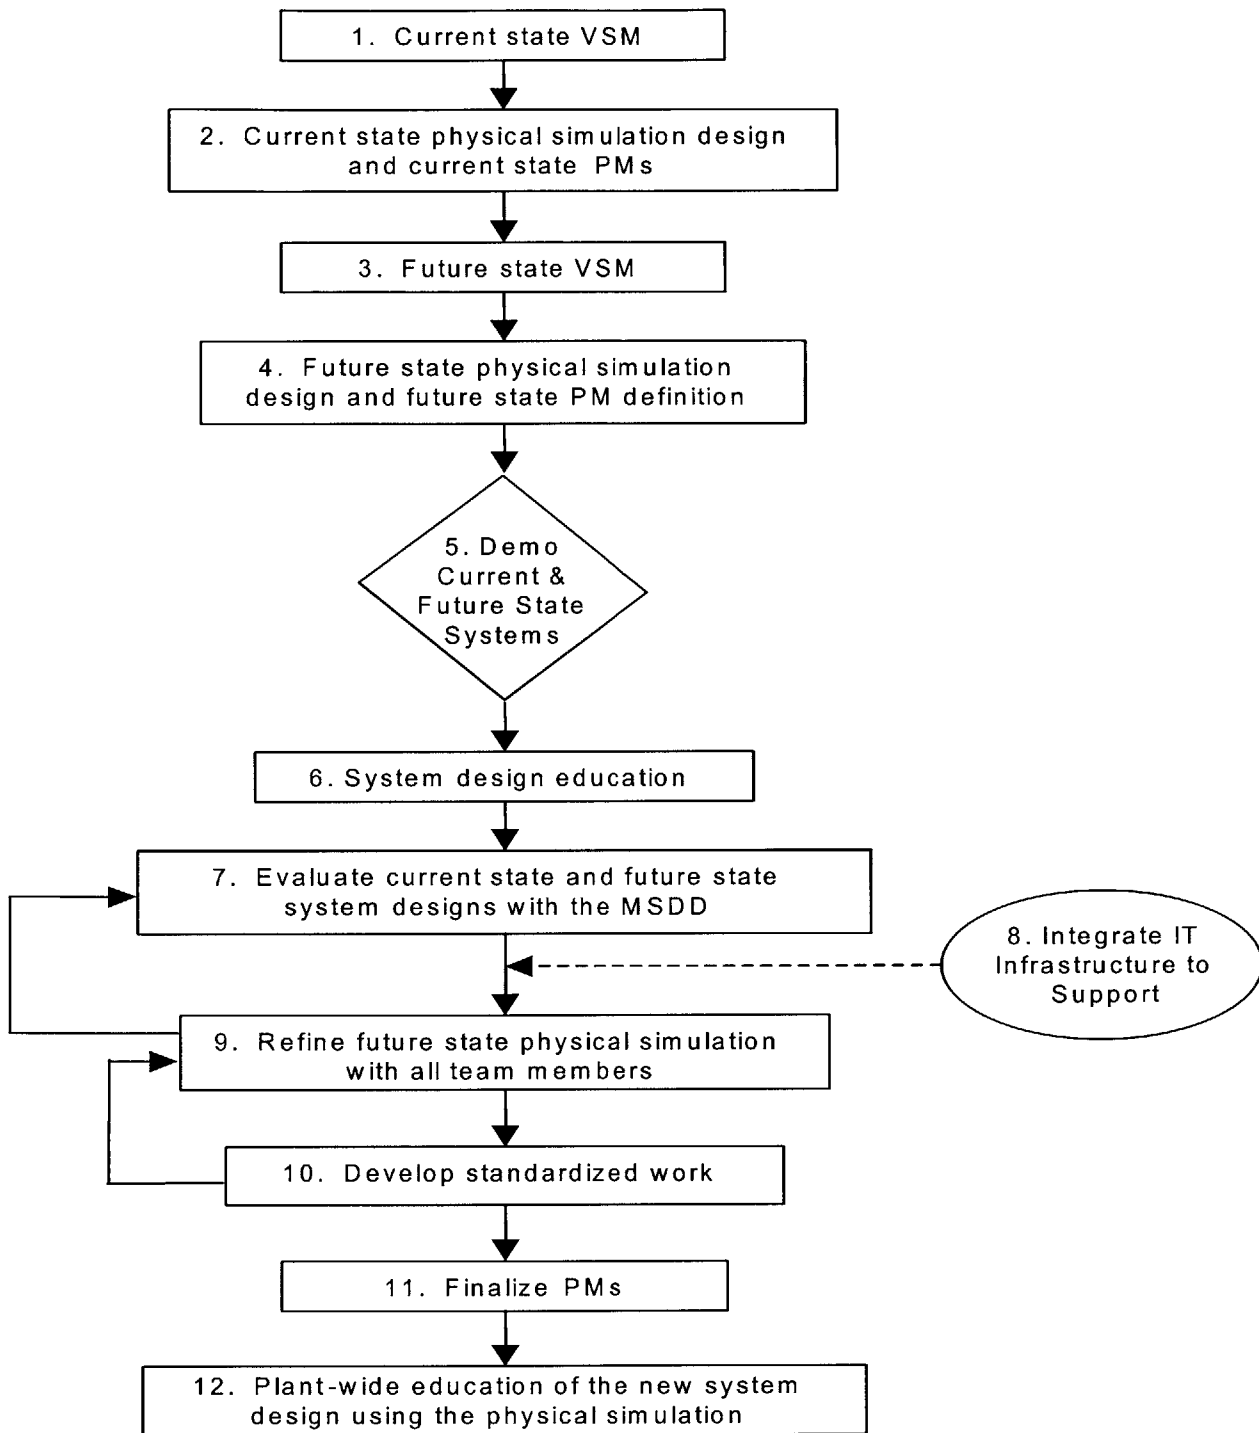 1. Current state VSM
2. Current state physical simulation design
and current state PMs
3. Future state VSM
4. Future state physical simulation
design and future state PM definition
5. Demo
Current &
Future State
Systems
6. System design education
7. Evaluate current state and future state
system designs with the MSDD
8. Integrate IT
Infrastructure to
Support
9. Refine future state physical simulation
with all team members
10. Develop standardized work
11. Finalize PMs
12. Plant-wide education of the new system
design using the physical simulation